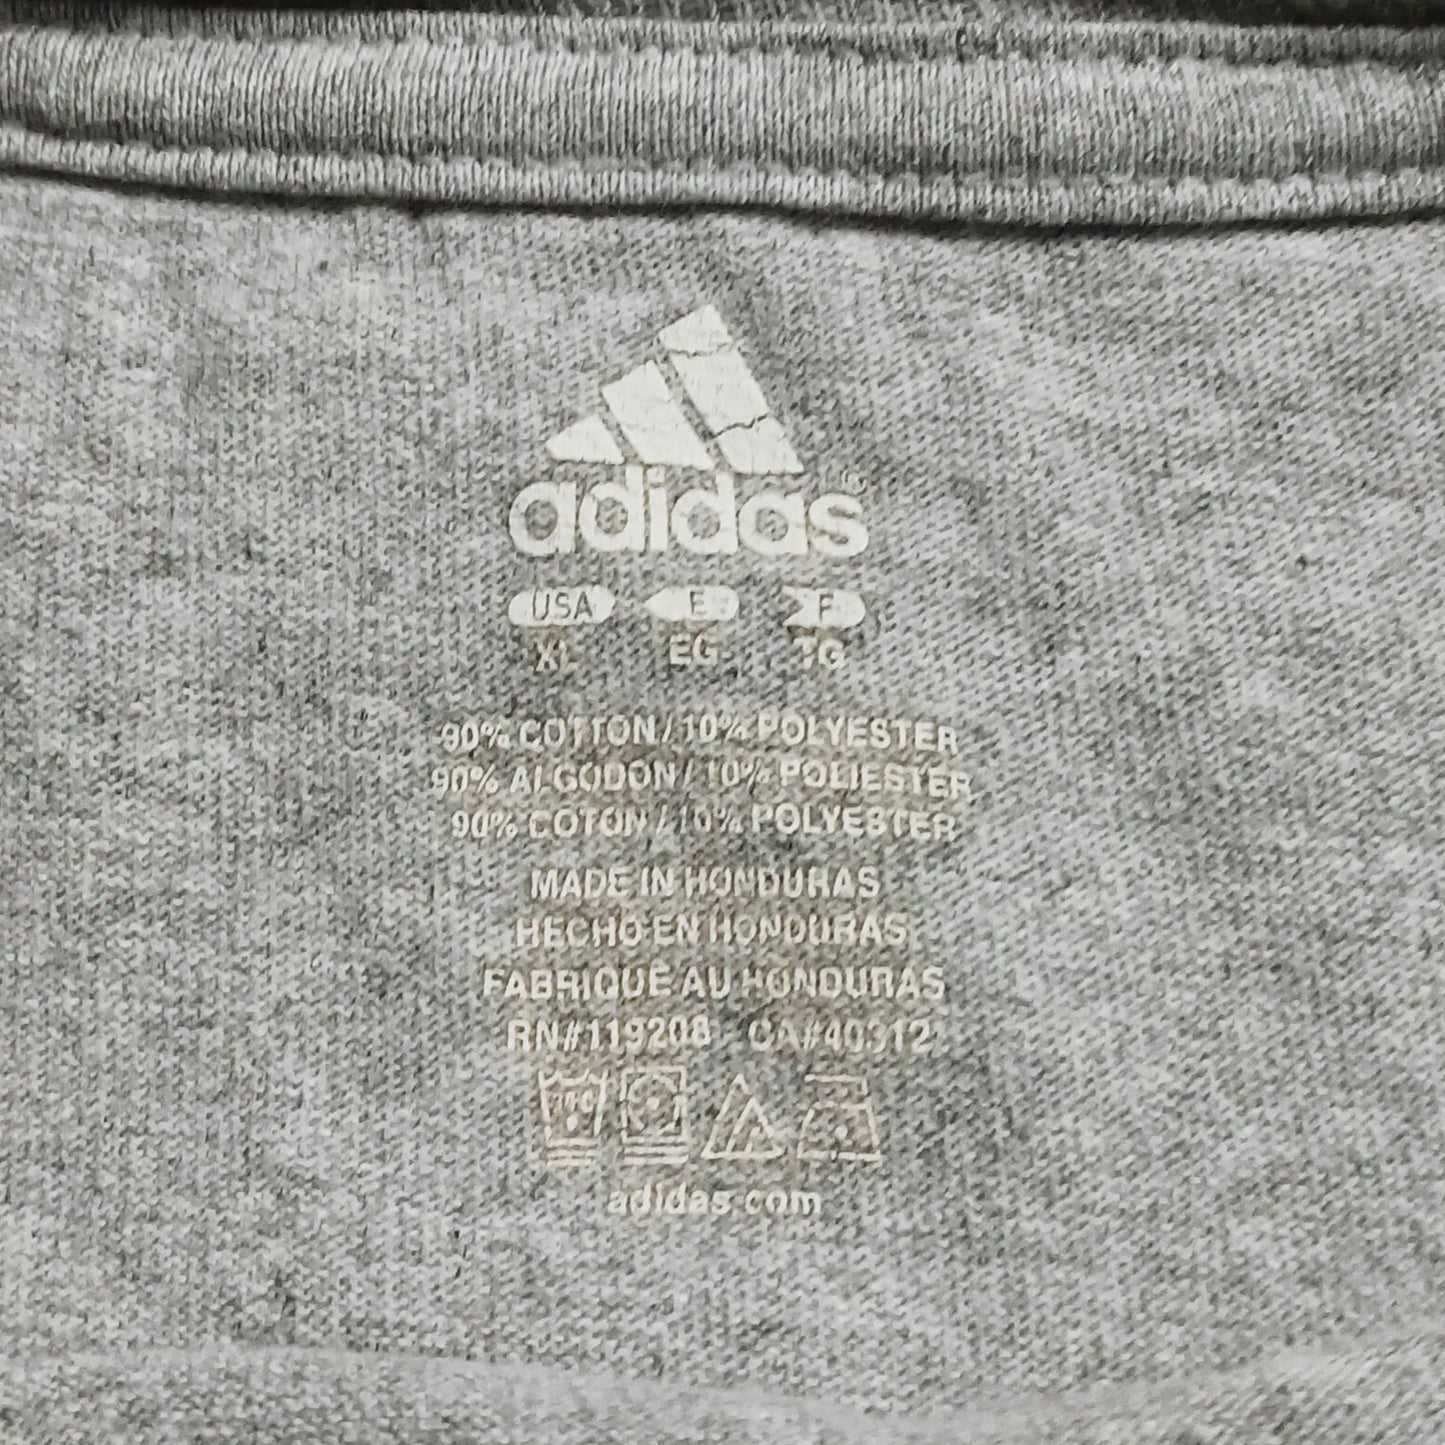 adidas®
USA E F
XL EG TG
90% COTTON / 10% POLYESTER
90% ALGODON / 10% POLIESTER
90% COTON / 10% POLYESTER
MADE IN HONDURAS
HECHO EN HONDURAS
FABRIQUE AU HONDURAS
RN#119208 CA#40312
adidas.com